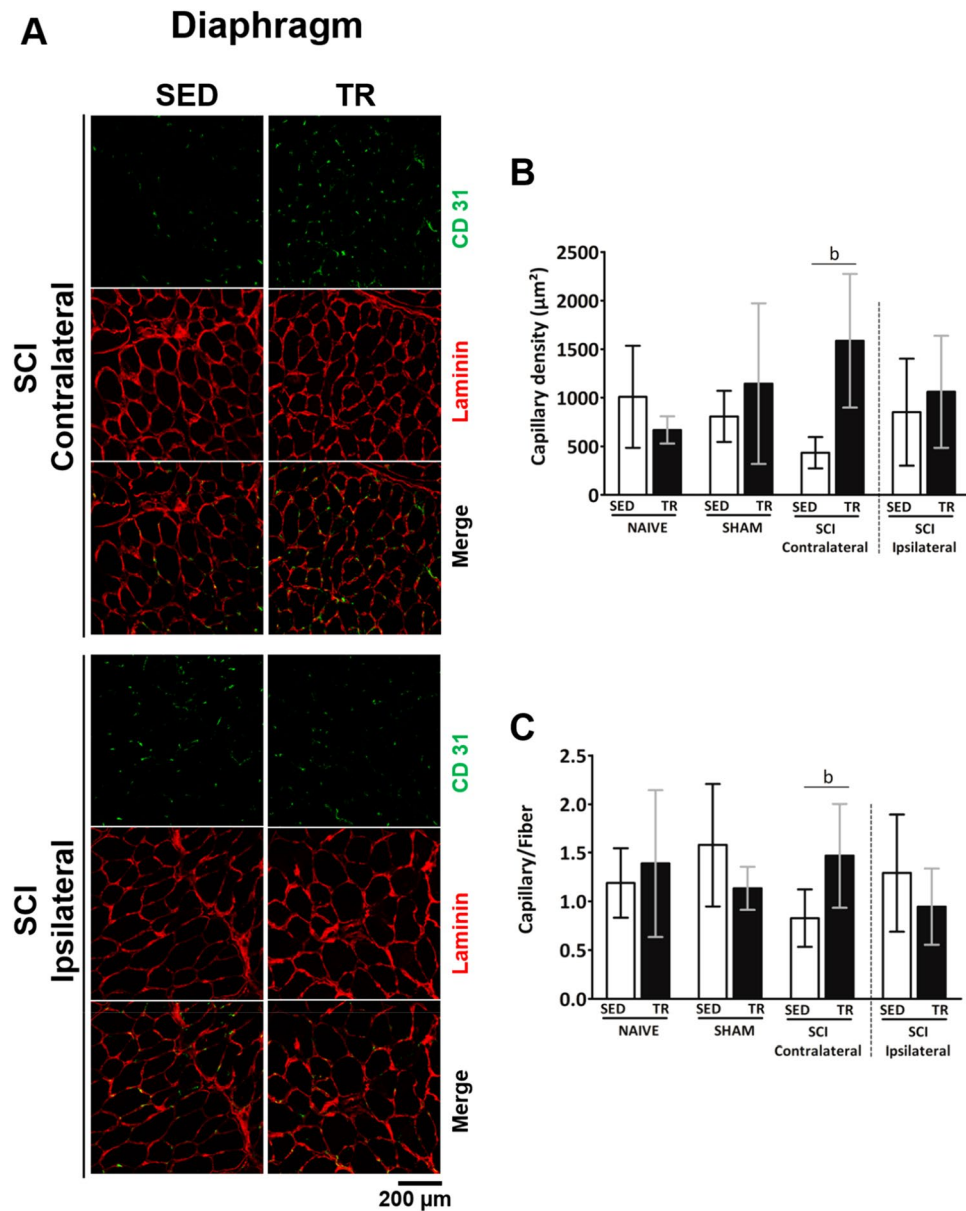 A
Diaphragm
SED
TR
SCI
Contralateral
CD 31
Laminin
Merge
SCI
Ipsilateral
CD 31
Laminin
Merge
200 µm
B
Capillary density (µm²)
2500
2000
1500
1000
500
0
b
SED TR SED TR SED TR SED TR
NAIVE SHAM SCI SCI
Contralateral Ipsilateral
C
Capillary/Fiber
2.5
2.0
1.5
1.0
0.5
0.0
b
SED TR SED TR SED TR SED TR
NAIVE SHAM SCI SCI
Contralateral Ipsilateral